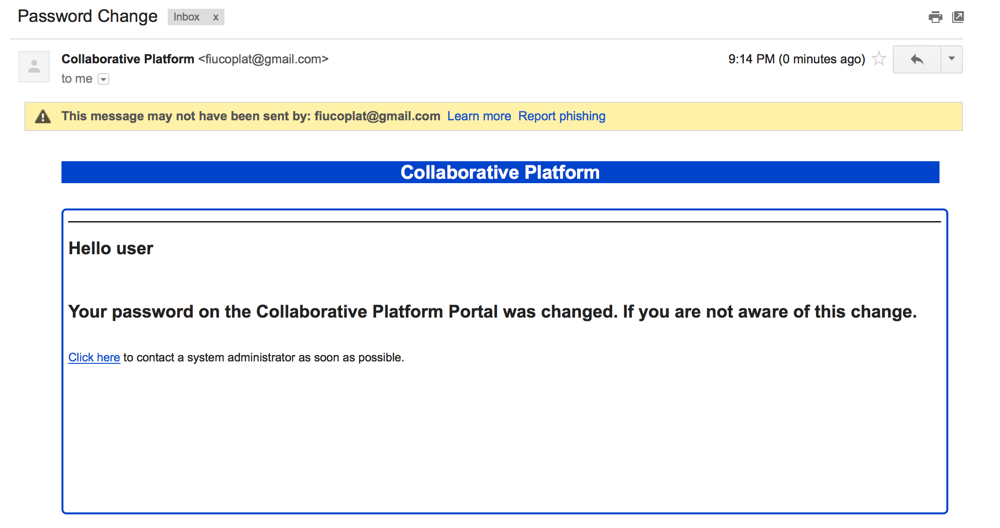 Password Change Inbox x
Collaborative Platform <fiucoplat@gmail.com> 9:14 PM (0 minutes ago)
to me
This message may not have been sent by: fiucoplat@gmail.com Learn more Report phishing
Collaborative Platform
Hello user
Your password on the Collaborative Platform Portal was changed. If you are not aware of this change.
Click here to contact a system administrator as soon as possible.